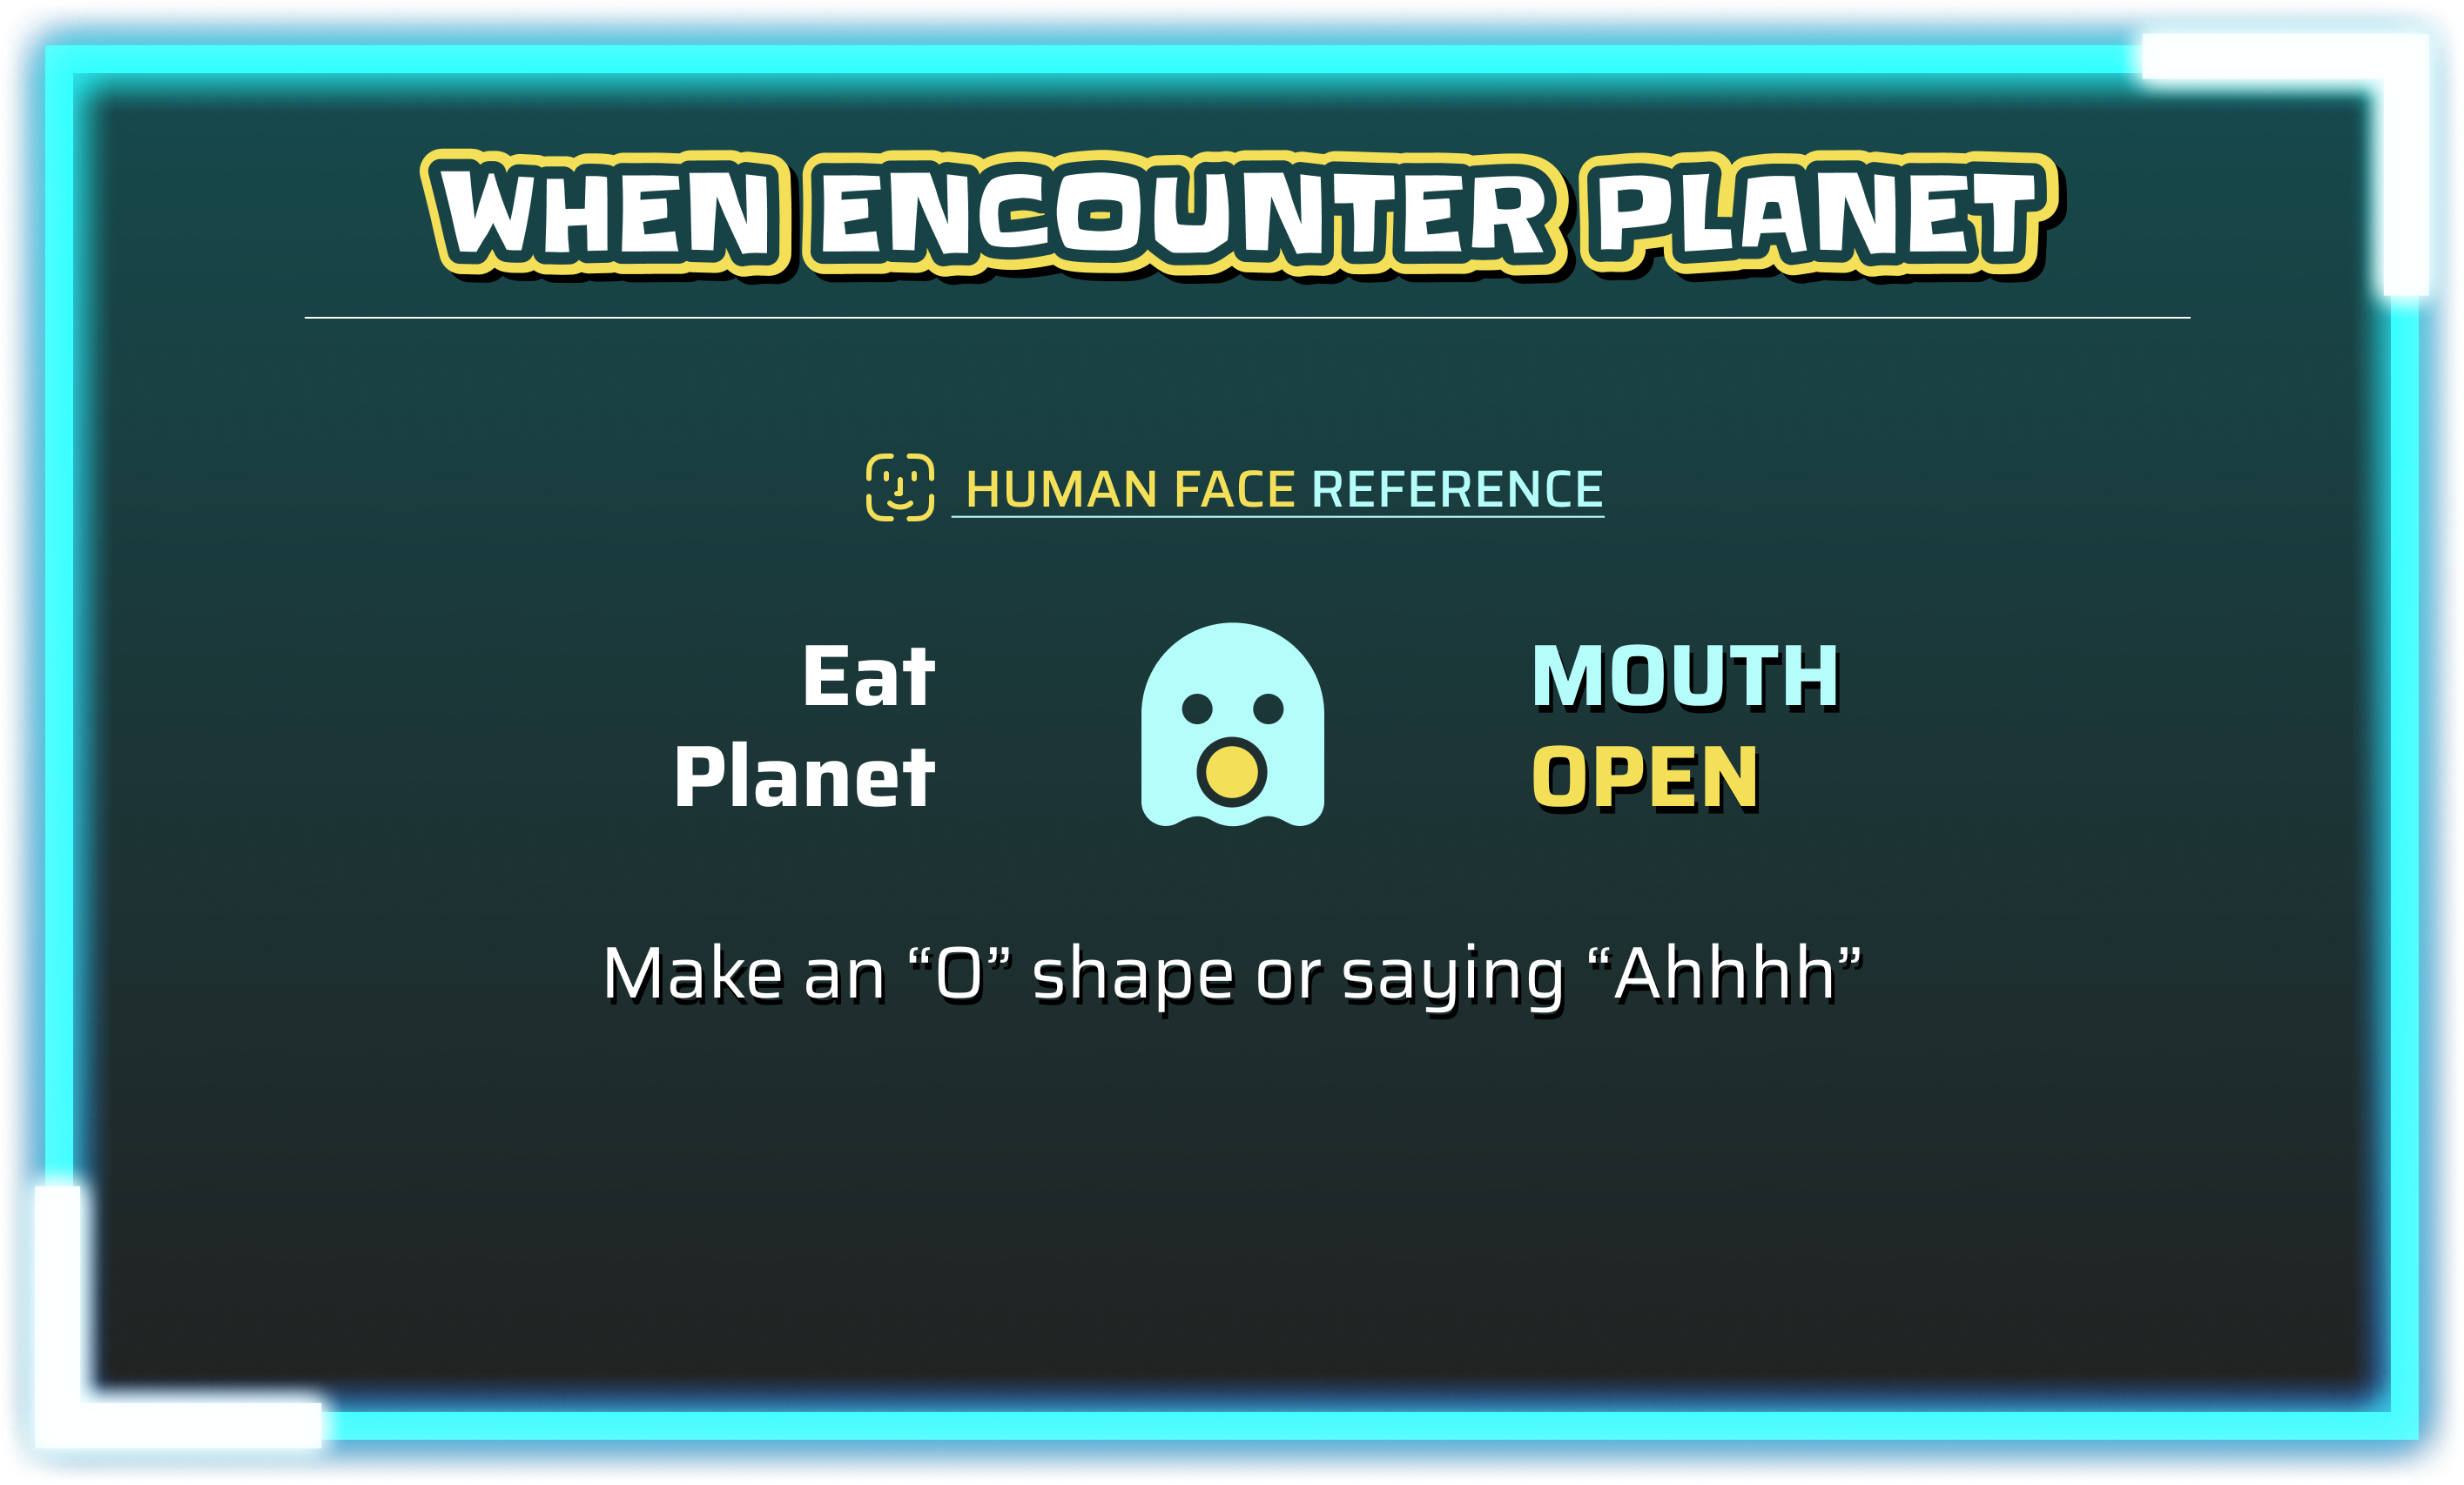 WHEN ENCOUNTER PLANET
HUMAN FACE REFERENCE
Eat
Planet
MOUTH
OPEN
Make an “O” shape or saying “Ahhhh”